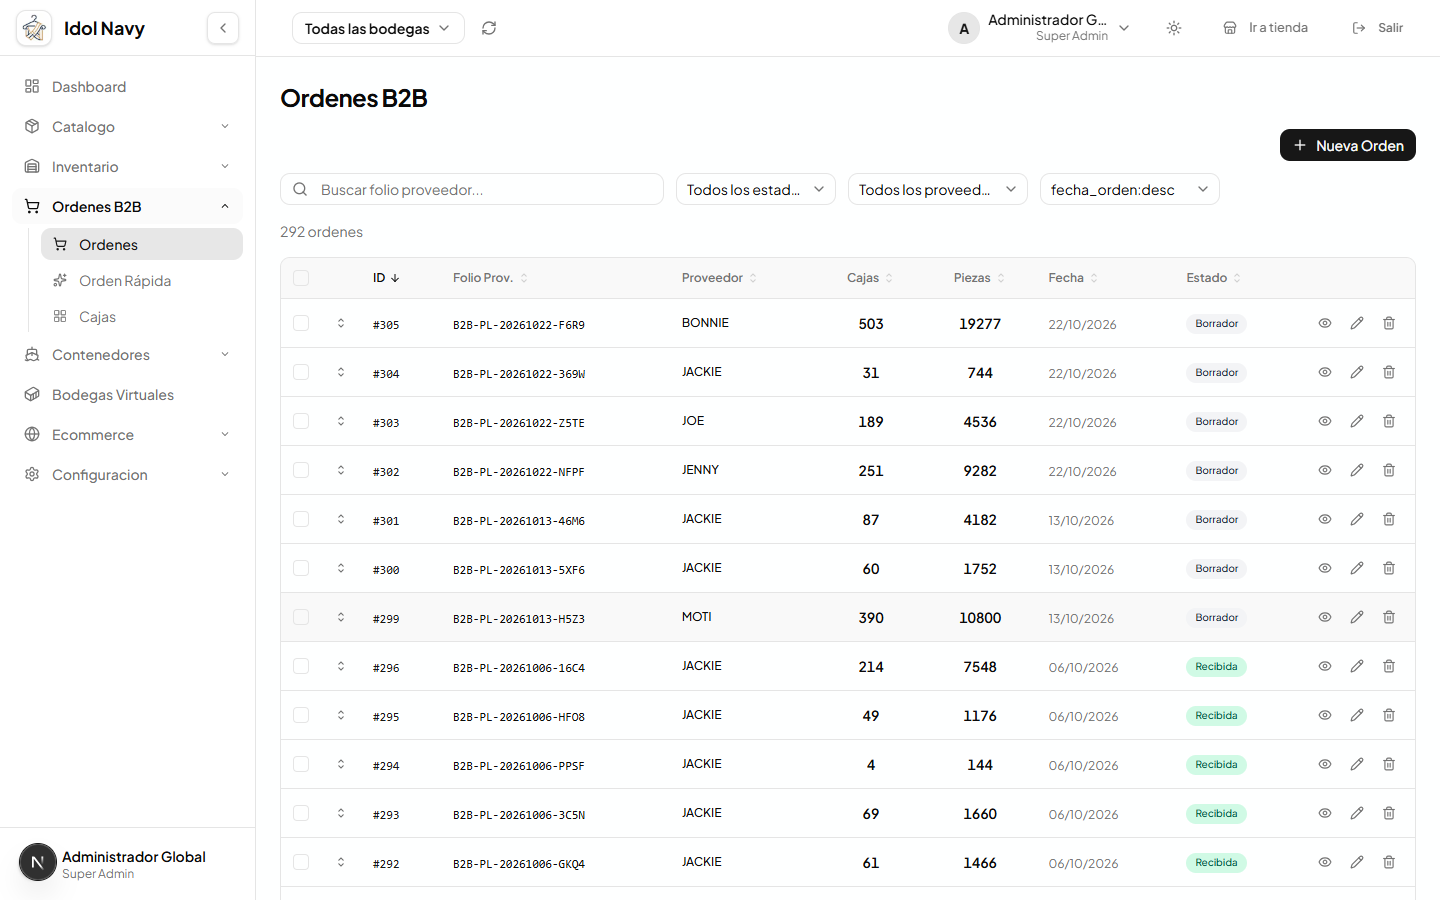 Idol Navy
Todas las bodegas
A
Administrador G...
Super Admin
Ir a tienda
Salir
Dashboard
Catalogo
Inventario
Ordenes B2B
Ordenes
Orden Rápida
Cajas
Contenedores
Bodegas Virtuales
Ecommerce
Configuracion
N
Administrador Global
Super Admin
Ordenes B2B
Nueva Orden
Buscar folio proveedor...
Todos los estad...
Todos los proveed...
fecha_orden:desc
292 ordenes
ID Folio Prov. Proveedor Cajas Piezas Fecha Estado
#305 B2B-PL-20261022-F6R9 BONNIE 503 19277 22/10/2026 Borrador
#304 B2B-PL-20261022-369W JACKIE 31 744 22/10/2026 Borrador
#303 B2B-PL-20261022-Z5TE JOE 189 4536 22/10/2026 Borrador
#302 B2B-PL-20261022-NFPF JENNY 251 9282 22/10/2026 Borrador
#301 B2B-PL-20261013-46M6 JACKIE 87 4182 13/10/2026 Borrador
#300 B2B-PL-20261013-5XF6 JACKIE 60 1752 13/10/2026 Borrador
#299 B2B-PL-20261013-H5Z3 MOTI 390 10800 13/10/2026 Borrador
#296 B2B-PL-20261006-16C4 JACKIE 214 7548 06/10/2026 Recibida
#295 B2B-PL-20261006-HFO8 JACKIE 49 1176 06/10/2026 Recibida
#294 B2B-PL-20261006-PPSF JACKIE 4 144 06/10/2026 Recibida
#293 B2B-PL-20261006-3C5N JACKIE 69 1660 06/10/2026 Recibida
#292 B2B-PL-20261006-GKQ4 JACKIE 61 1466 06/10/2026 Recibida